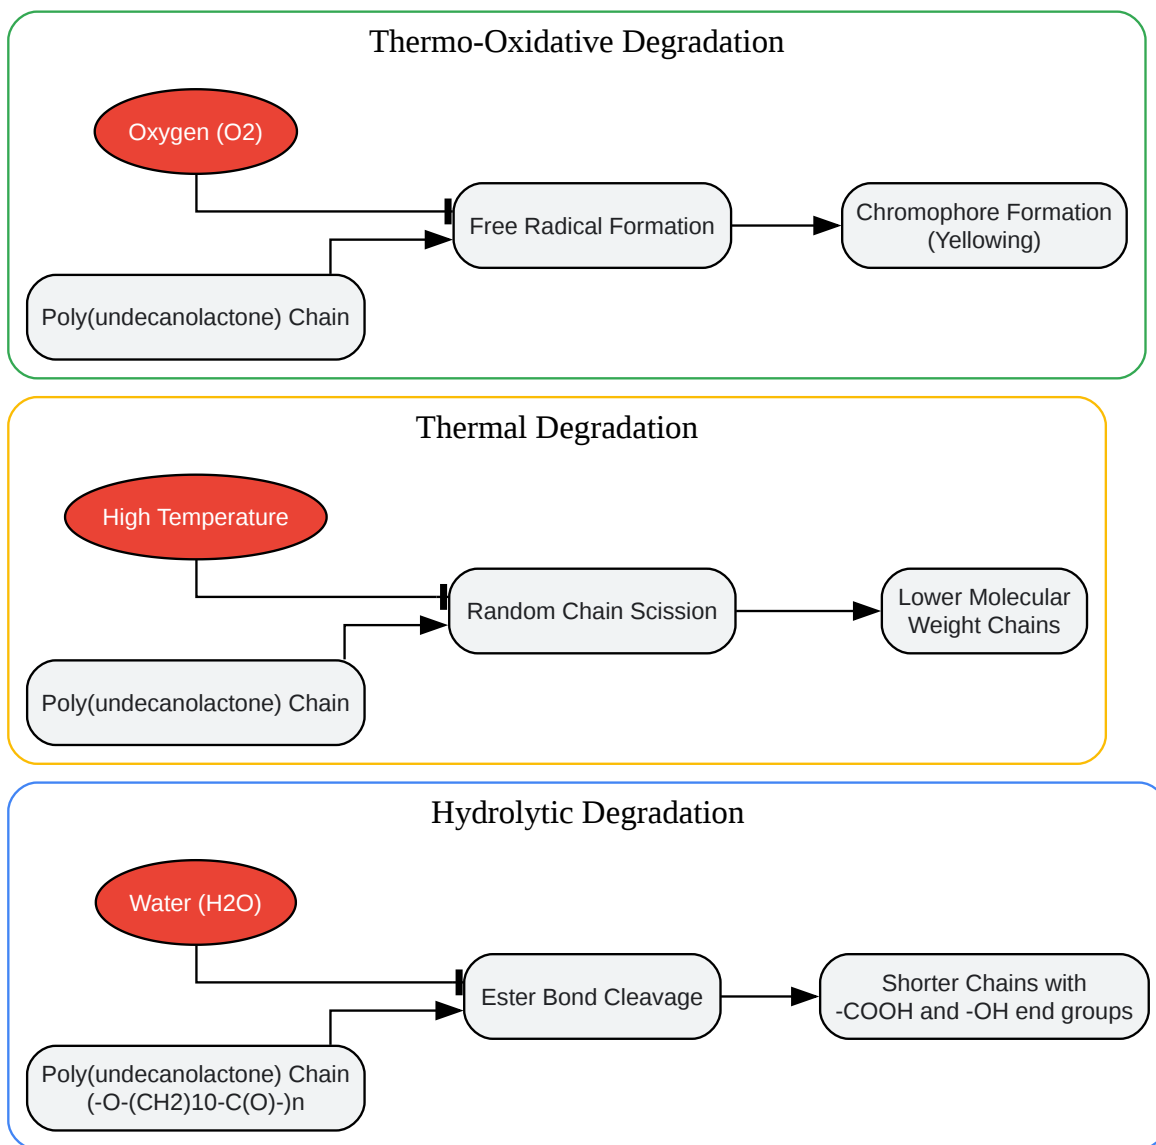 Thermo-Oxidative Degradation
Oxygen (O2)
Free Radical Formation
Chromophore Formation
(Yellowing)
Poly(undecanolactone) Chain
Thermal Degradation
High Temperature
Random Chain Scission
Lower Molecular
Weight Chains
Poly(undecanolactone) Chain
Hydrolytic Degradation
Water (H2O)
Ester Bond Cleavage
Shorter Chains with
-COOH and -OH end groups
Poly(undecanolactone) Chain
(-O-(CH2)10-C(O)-)n